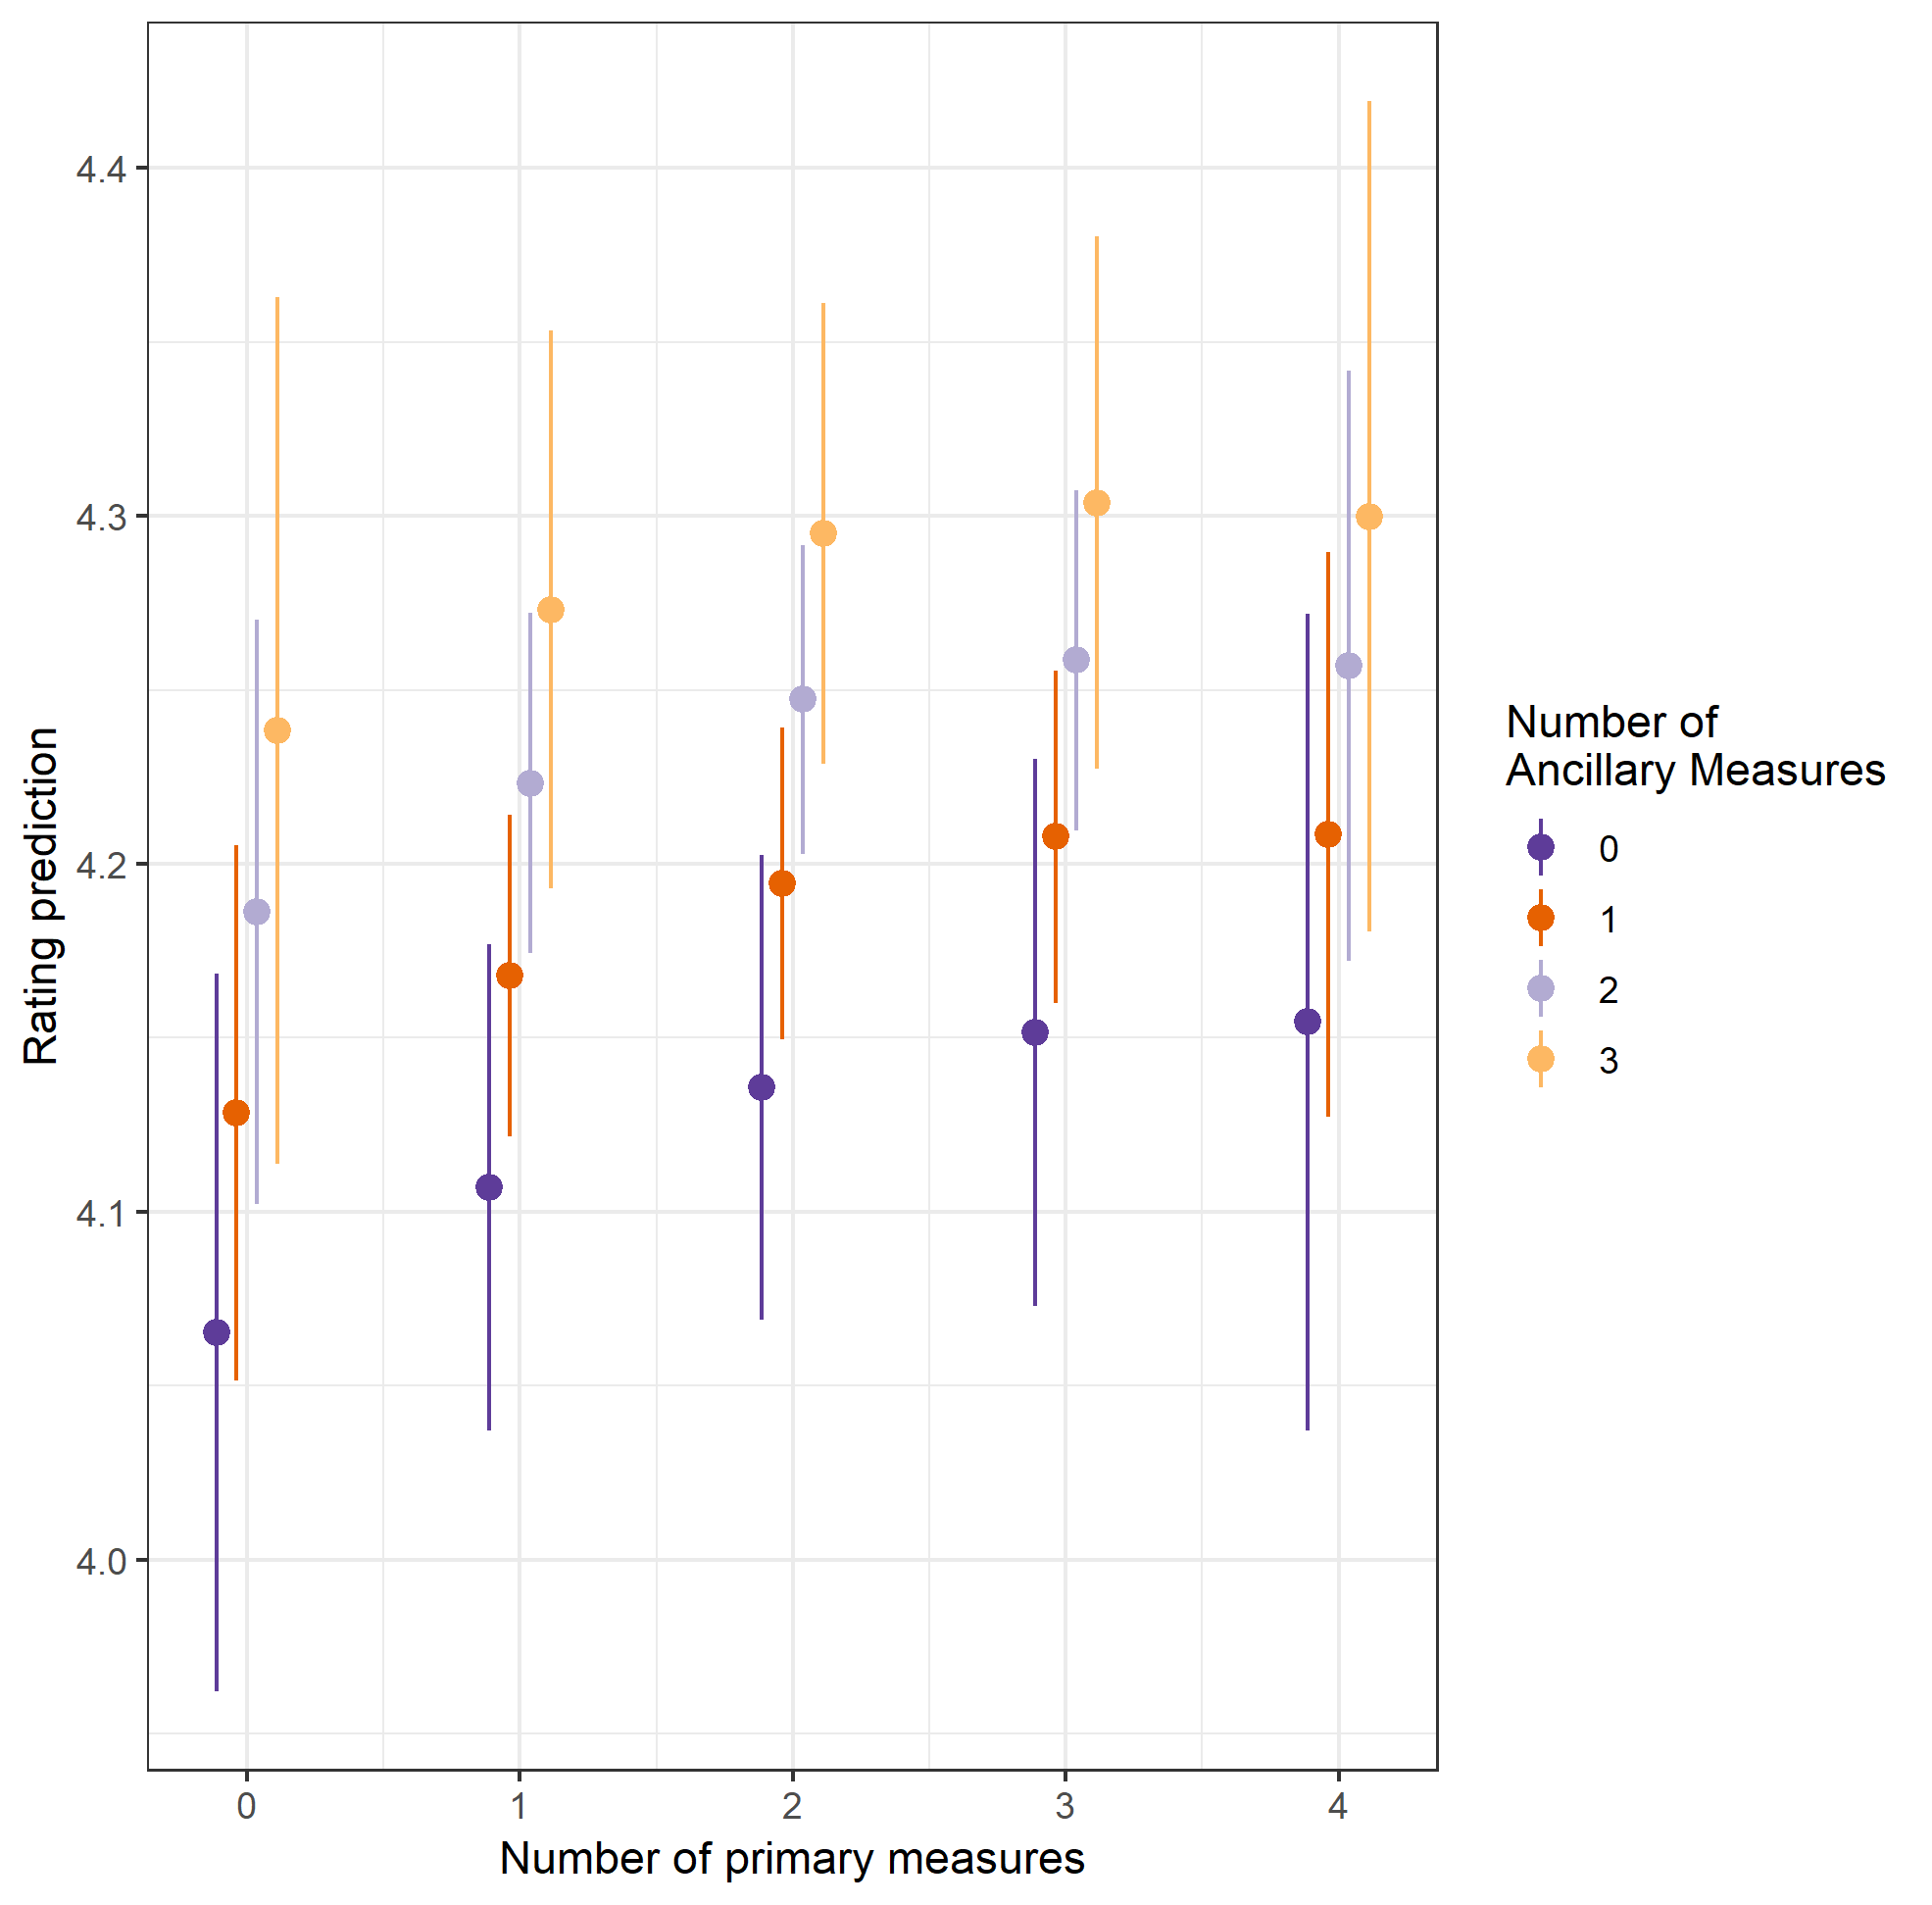 4.4
4.3
4.2
4.1
4.0
Rating prediction
0 1 2 3 4
Number of primary measures
Number of
Ancillary Measures
0
1
2
3